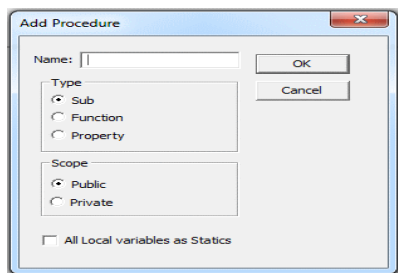 Add Procedure
Name:
OK
Cancel
Type
Sub
Function
Property
Scope
Public
Private
All Local variables as Statics